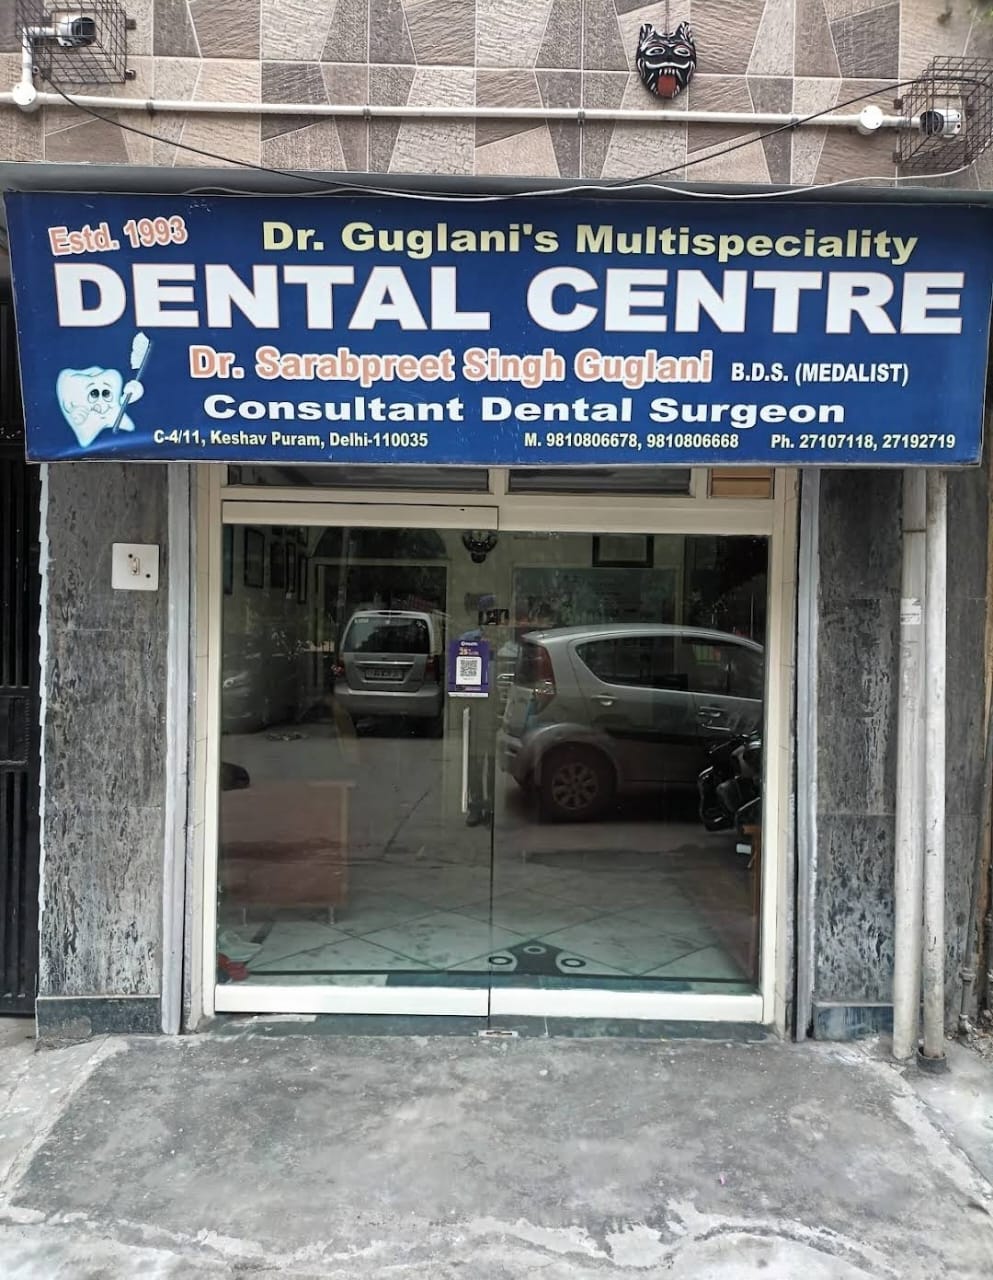 Estd. 1993
Dr. Guglani's Multispeciality
DENTAL CENTRE
Dr. Sarabpreet Singh Guglani B.D.S. (MEDALIST)
Consultant Dental Surgeon
C-4/11, Keshav Puram, Delhi-110035 M. 9810806678, 9810806668 Ph. 27107118, 27192719